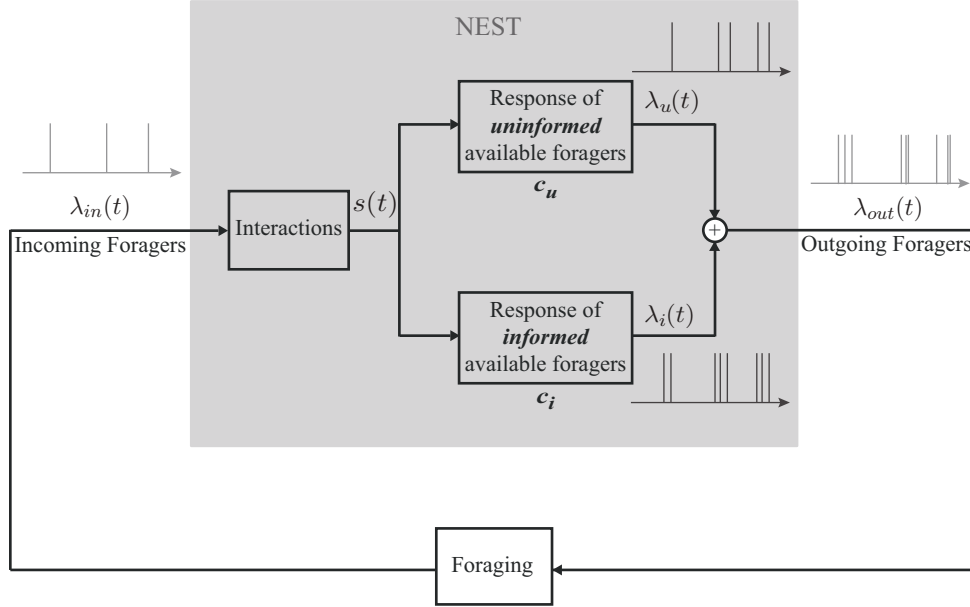 NEST
Response of
uninformed
available foragers
c_u
λ_u(t)
λ_in(t)
Incoming Foragers
Interactions
s(t)
+
λ_out(t)
Outgoing Foragers
Response of
informed
available foragers
c_i
λ_i(t)
Foraging